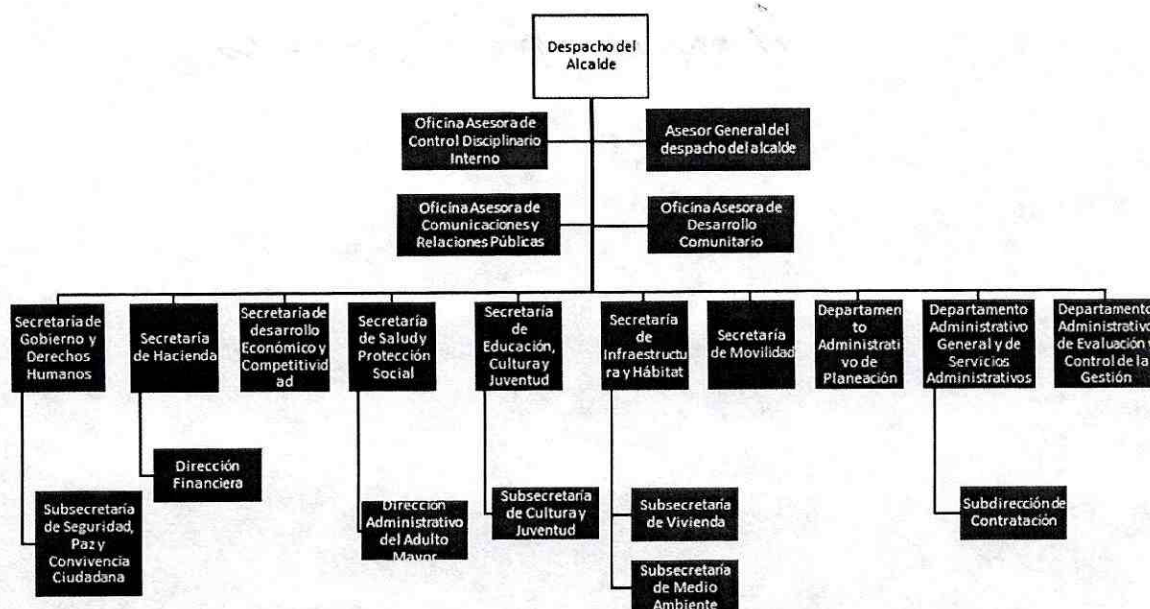 Despacho del
Alcalde
Oficina Asesora de
Control Disciplinario
Interno
Asesor General del
despacho del alcalde
Oficina Asesora de
Comunicaciones y
Relaciones Públicas
Oficina Asesora de
Desarrollo
Comunitario
Secretaría de
Gobierno y
Derechos
Humanos
Secretaría
de Hacienda
Secretaría de
desarrollo
Económico y
Competitivid
ad
Secretaría
de Salud y
Protección
Social
Secretaría
de
Educación,
Cultura y
Juventud
Secretaría
de
Infraestructu
ra y Hábitat
Secretaría
de Movilidad
Departamen
to
Administrati
vo de
Planeación
Departamento
Administrativo
General y de
Servicios
Administrativos
Departamento
Administrativo
de Evaluación y
Control de la
Gestión
Dirección
Financiera
Subsecretaría
de Seguridad,
Paz y
Convivencia
Ciudadana
Dirección
Administrativo
del Adulto
Mayor
Subsecretaría
de Cultura y
Juventud
Subsecretaría
de Vivienda
Subsecretaría
de Medio
Ambiente
Subdirección de
Contratación